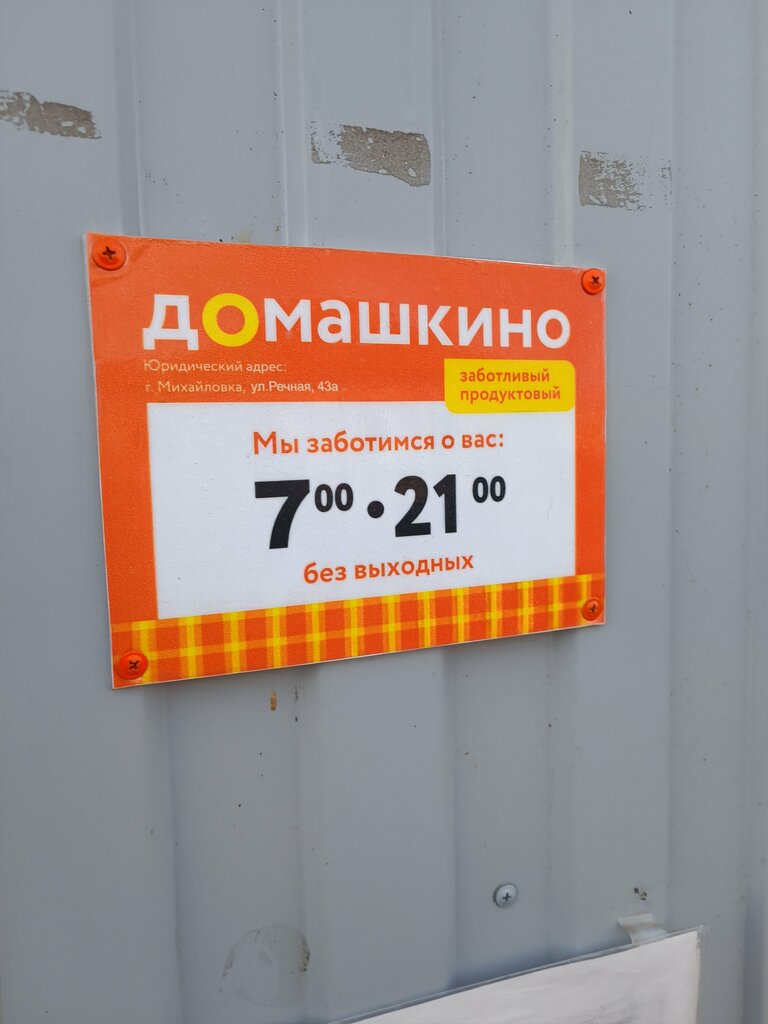 домашкино
Юридический адрес:
г. Михайловка, ул.Речная, 43а
заботливый
продуктовый
Мы заботимся о вас:
7⁰⁰ • 21⁰⁰
без выходных